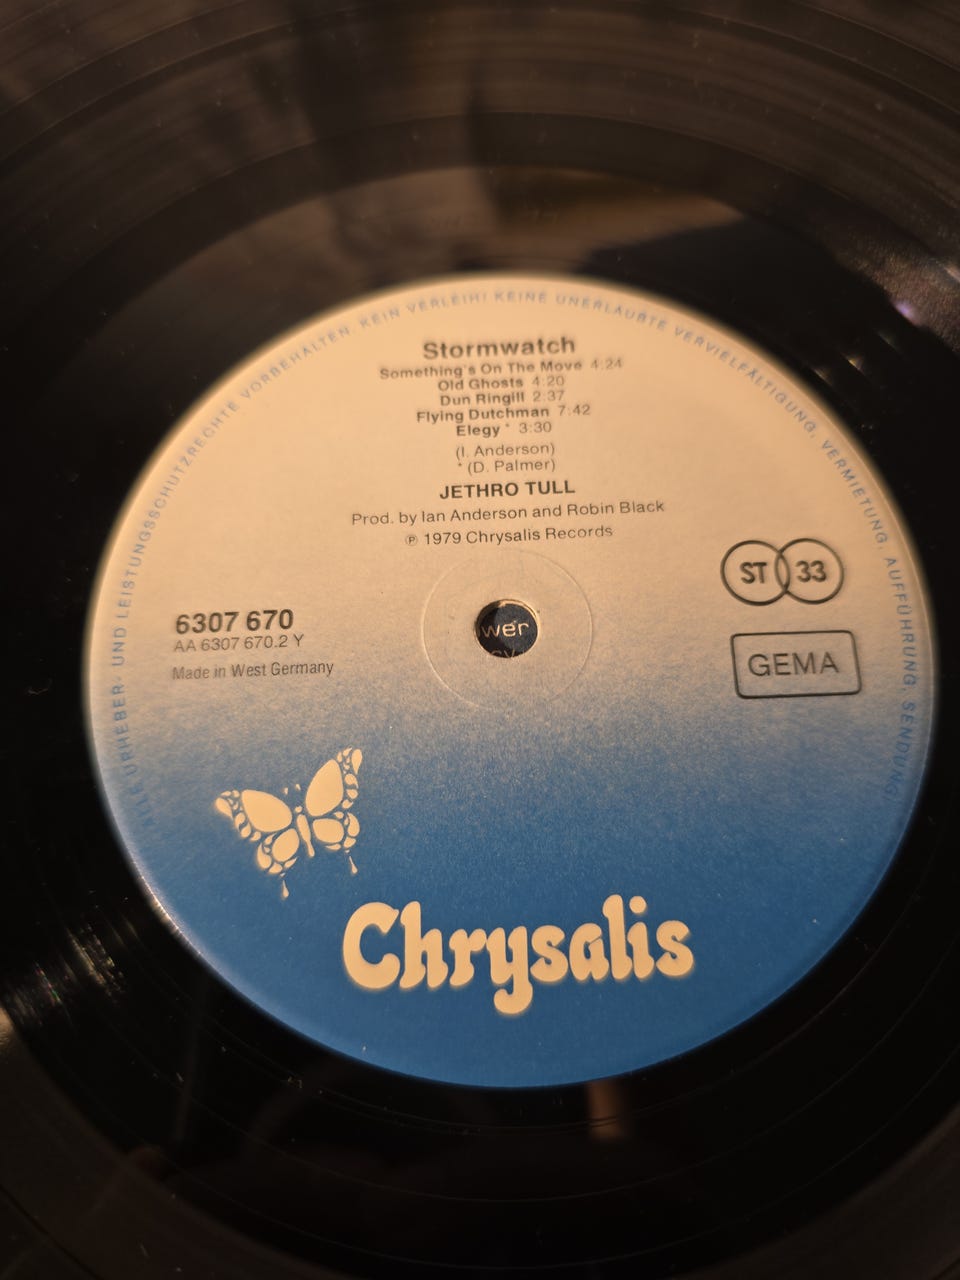 ALLE URHEBER- UND LEISTUNGSSCHUTZRECHTE VORBEHALTEN. KEIN VERLEIH! KEINE UNERLAUBTE VERVIELFÄLTIGUNG, VERMIETUNG, AUFFÜHRUNG, SENDUNG!
Stormwatch
Something's On The Move 4:24
Old Ghosts 4:20
Dun Ringill 2:37
Flying Dutchman 7:42
Elegy * 3:30
(I. Anderson)
* (D. Palmer)
JETHRO TULL
Prod. by Ian Anderson and Robin Black
℗ 1979 Chrysalis Records
ST 33
6307 670
AA 6307 670.2 Y
Made in West Germany
wer
GEMA
Chrysalis